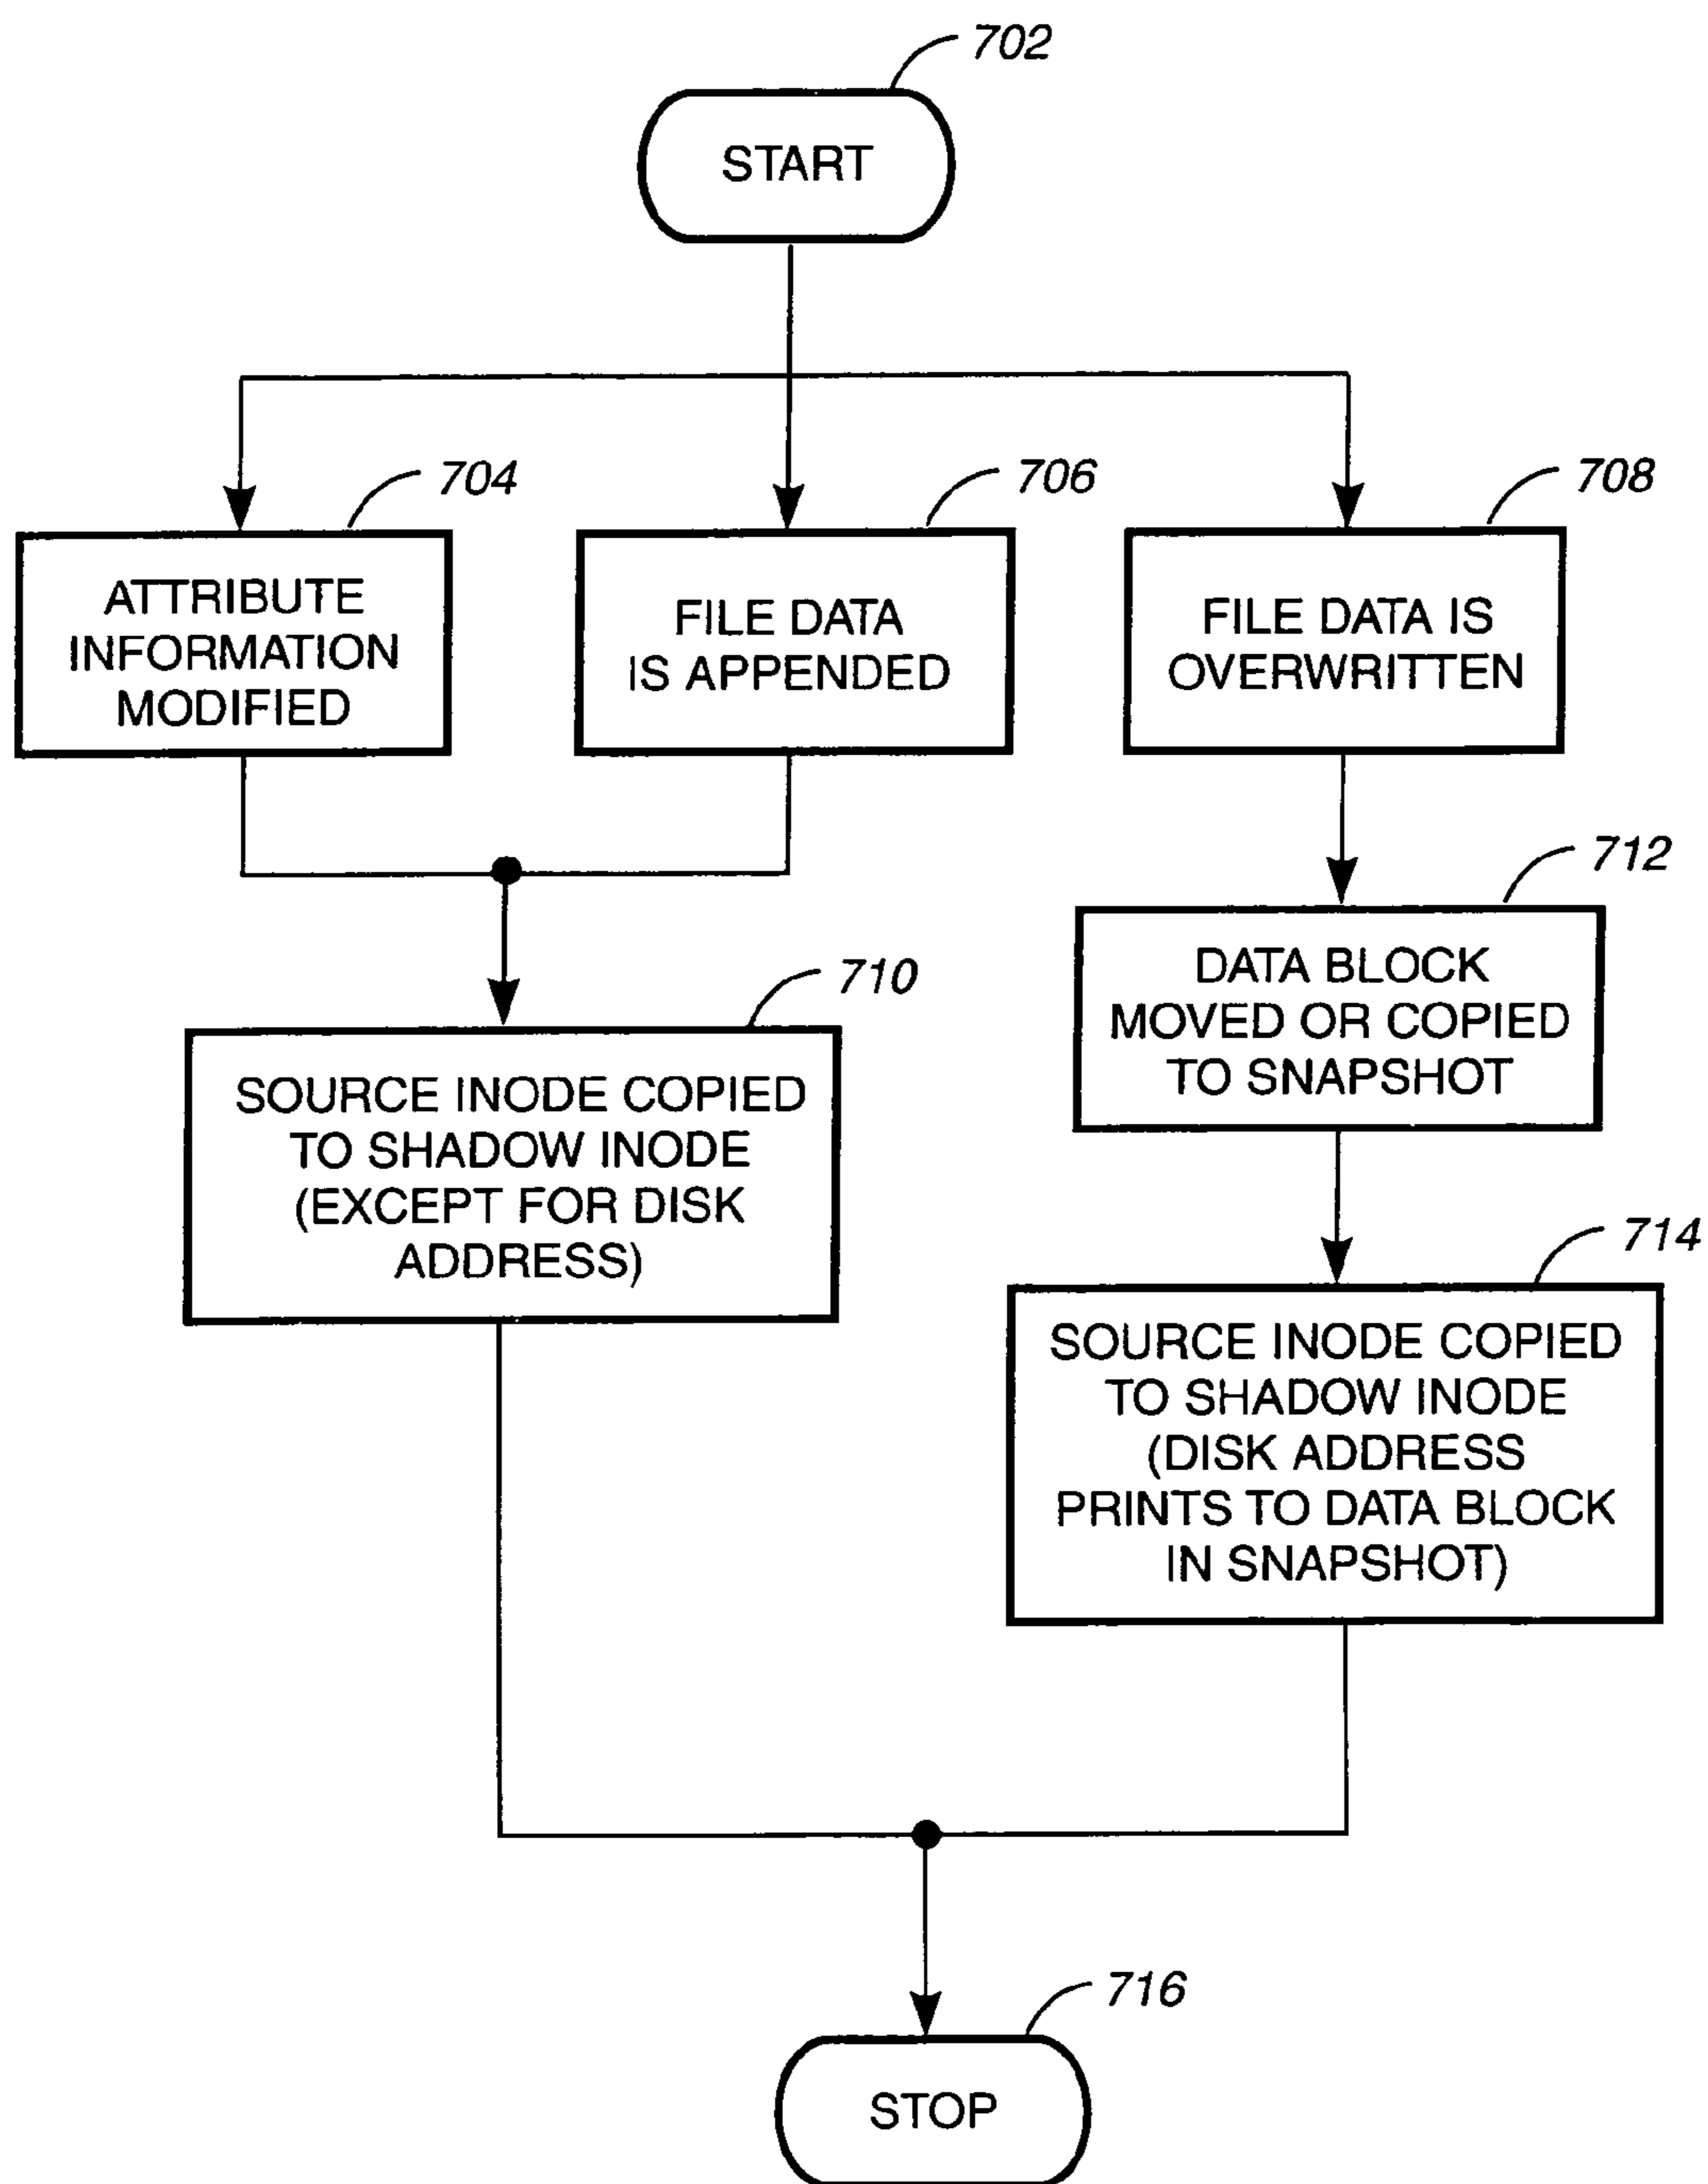 702
START
704
ATTRIBUTE
INFORMATION
MODIFIED
706
FILE DATA
IS APPENDED
708
FILE DATA IS
OVERWRITTEN
712
DATA BLOCK
MOVED OR COPIED
TO SNAPSHOT
710
SOURCE INODE COPIED
TO SHADOW INODE
(EXCEPT FOR DISK
ADDRESS)
714
SOURCE INODE COPIED
TO SHADOW INODE
(DISK ADDRESS
PRINTS TO DATA BLOCK
IN SNAPSHOT)
716
STOP